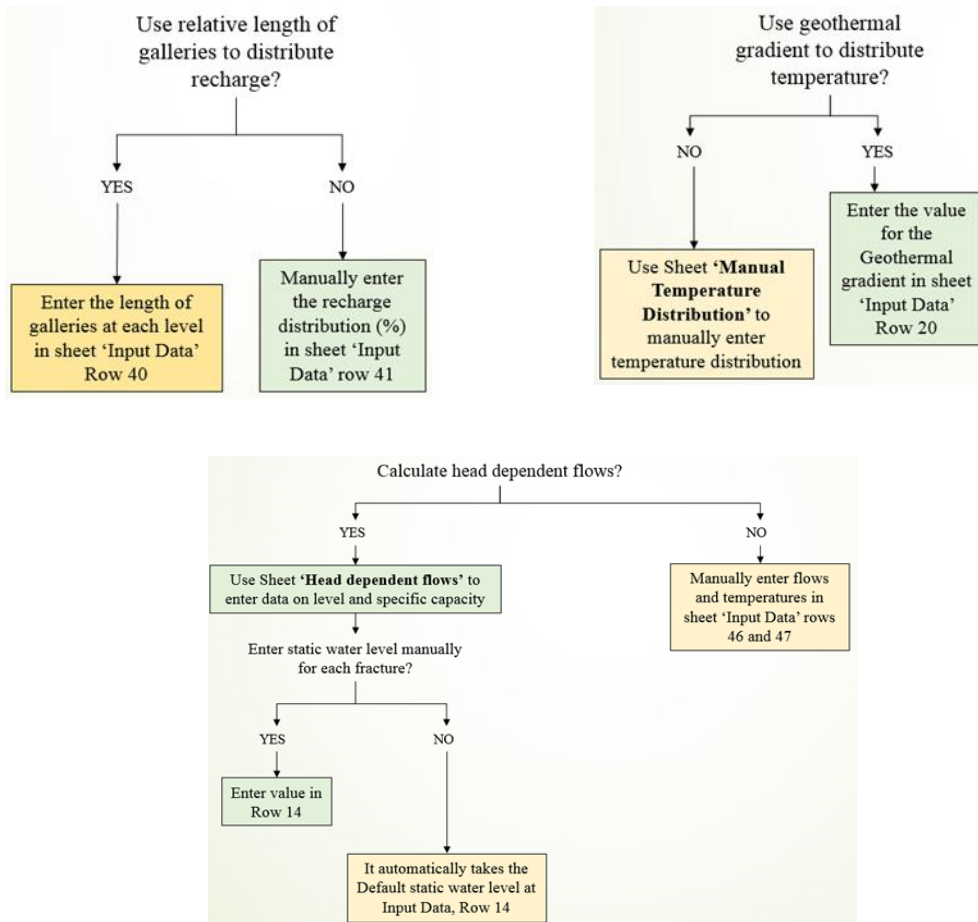 Use relative length of
galleries to distribute
recharge?
YES
NO
Enter the length of
galleries at each level
in sheet ‘Input Data’
Row 40
Manually enter
the recharge
distribution (%)
in sheet ‘Input
Data’ row 41
Use geothermal
gradient to distribute
temperature?
NO
YES
Use Sheet ‘Manual
Temperature
Distribution’ to
manually enter
temperature distribution
Enter the value
for the
Geothermal
gradient in sheet
‘Input Data’
Row 20
Calculate head dependent flows?
YES
NO
Use Sheet ‘Head dependent flows’ to
enter data on level and specific capacity
Manually enter flows
and temperatures in
sheet ‘Input Data’ rows
46 and 47
Enter static water level manually
for each fracture?
YES
NO
Enter value in
Row 14
It automatically takes the
Default static water level at
Input Data, Row 14